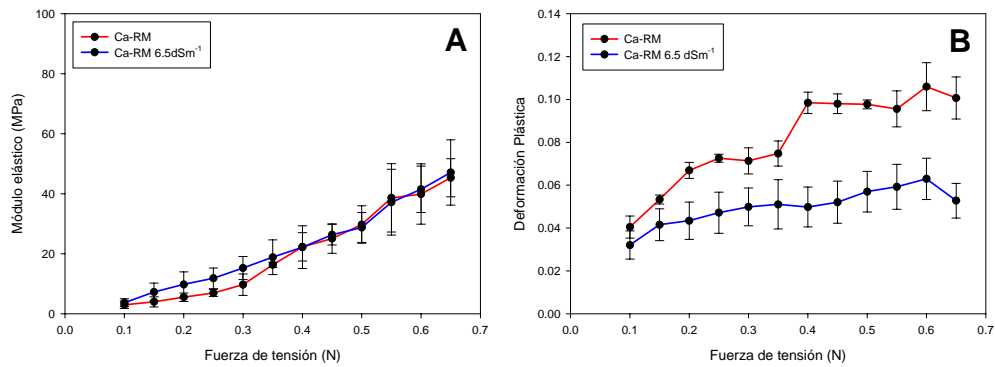 A
Ca-RM
Ca-RM 6.5dSm⁻¹
Módulo elástico (MPa)
100
80
60
40
20
0
0.0 0.1 0.2 0.3 0.4 0.5 0.6 0.7
Fuerza de tensión (N)
B
Ca-RM
Ca-RM 6.5 dSm⁻¹
Deformación Plástica
0.14
0.12
0.10
0.08
0.06
0.04
0.02
0.00
0.0 0.1 0.2 0.3 0.4 0.5 0.6 0.7
Fuerza de tensión (N)